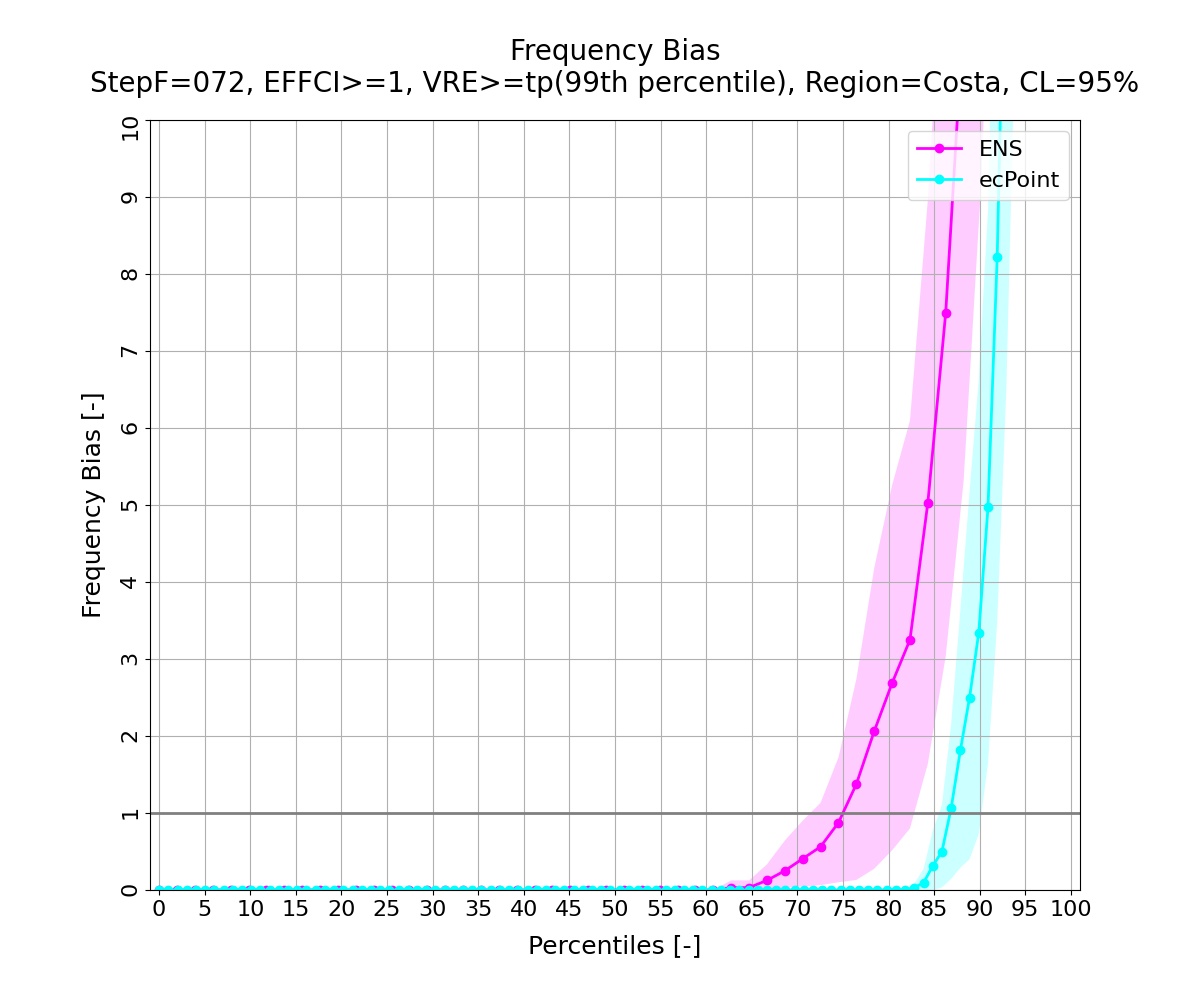 Frequency Bias
StepF=072, EFFCI>=1, VRE>=tp(99th percentile), Region=Costa, CL=95%
10
9
8
7
6
5
4
3
2
1
0
Frequency Bias [-]
ENS
ecPoint
0 5 10 15 20 25 30 35 40 45 50 55 60 65 70 75 80 85 90 95 100
Percentiles [-]